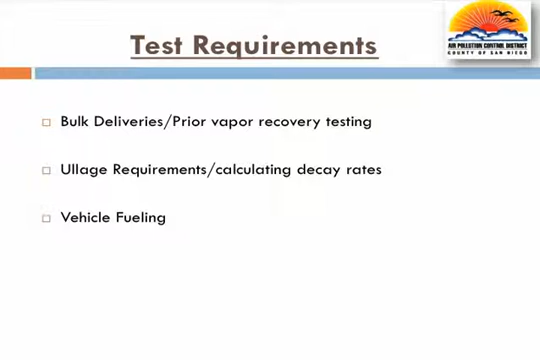 Test Requirements
AIR POLLUTION CONTROL DISTRICT
COUNTY OF SAN DIEGO
Bulk Deliveries/Prior vapor recovery testing
Ullage Requirements/calculating decay rates
Vehicle Fueling